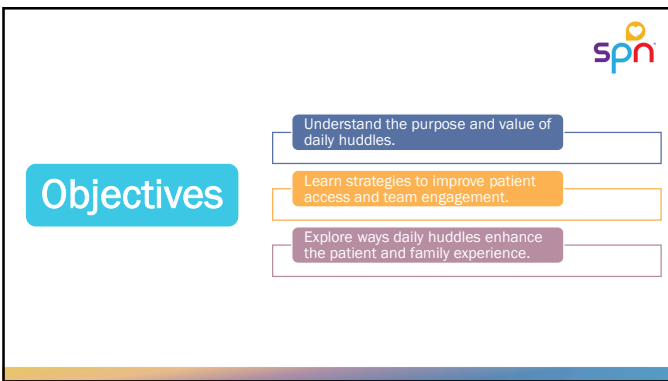 spn
Understand the purpose and value of
daily huddles.
Objectives
Learn strategies to improve patient
access and team engagement.
Explore ways daily huddles enhance
the patient and family experience.